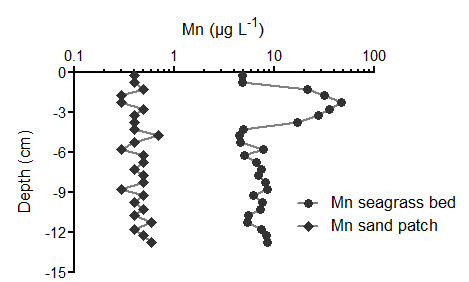 Mn (µg L⁻¹)
0.1 1 10 100
0
-3
-6
-9
-12
-15
Depth (cm)
Mn seagrass bed
Mn sand patch